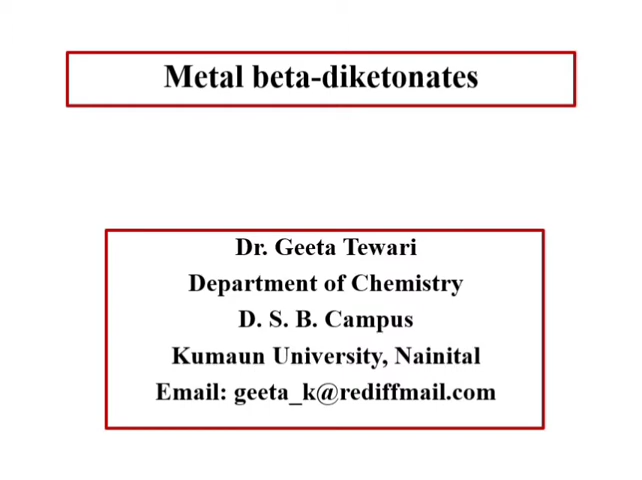 Metal beta-diketonates
Dr. Geeta Tewari
Department of Chemistry
D. S. B. Campus
Kumaun University, Nainital
Email: geeta_k@rediffmail.com